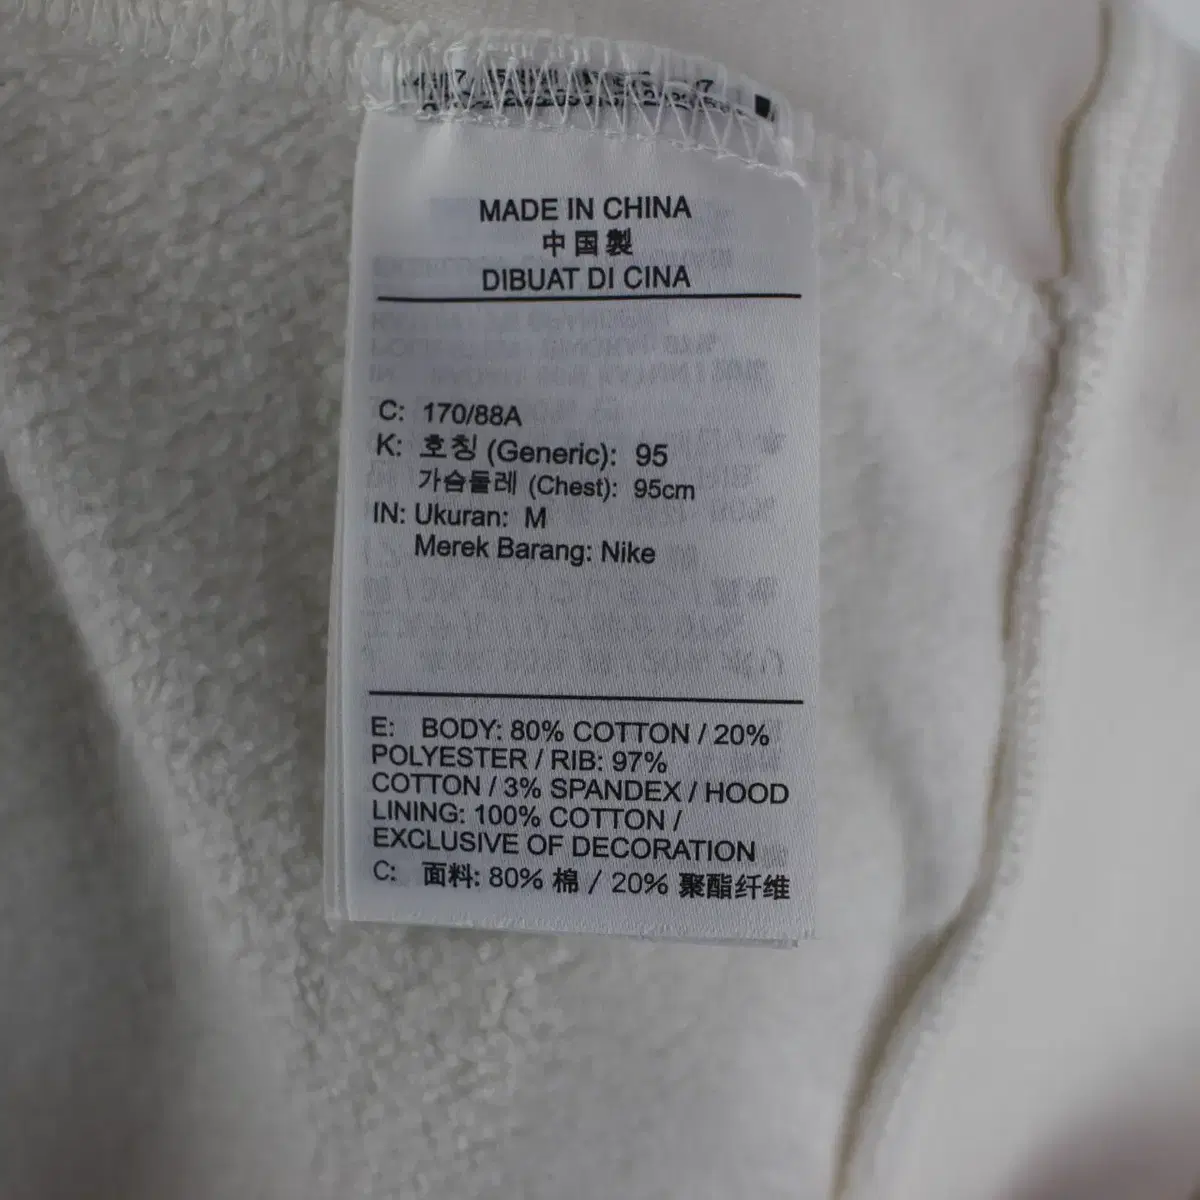 MADE IN CHINA
中国製
DIBUAT DI CINA
C: 170/88A
K: 호칭 (Generic): 95
가슴둘레 (Chest): 95cm
IN: Ukuran: M
Merek Barang: Nike
E: BODY: 80% COTTON / 20%
POLYESTER / RIB: 97%
COTTON / 3% SPANDEX / HOOD
LINING: 100% COTTON /
EXCLUSIVE OF DECORATION
C: 面料: 80% 棉 / 20% 聚酯纤维